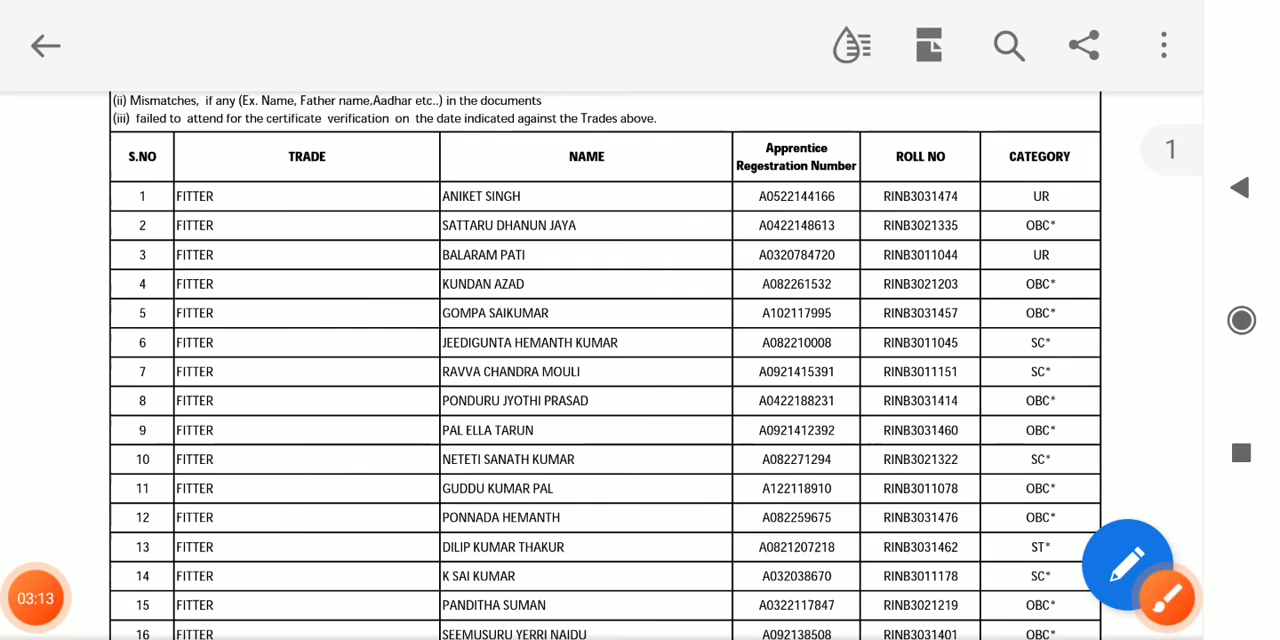 (ii) Mismatches, if any (Ex. Name, Father name,Aadhar etc..) in the documents
(iii) failed to attend for the certificate verification on the date indicated against the Trades above.
S.NO TRADE NAME Apprentice Regestration Number ROLL NO CATEGORY
1 FITTER ANIKET SINGH A0522144166 RINB3031474 UR
2 FITTER SATTARU DHANUN JAYA A0422148613 RINB3021335 OBC*
3 FITTER BALARAM PATI A0320784720 RINB3011044 UR
4 FITTER KUNDAN AZAD A082261532 RINB3021203 OBC*
5 FITTER GOMPA SAIKUMAR A102117995 RINB3031457 OBC*
6 FITTER JEEDIGUNTA HEMANTH KUMAR A082210008 RINB3011045 SC*
7 FITTER RAVVA CHANDRA MOULI A0921415391 RINB3011151 SC*
8 FITTER PONDURU JYOTHI PRASAD A0422188231 RINB3031414 OBC*
9 FITTER PAL ELLA TARUN A0921412392 RINB3031460 OBC*
10 FITTER NETETI SANATH KUMAR A082271294 RINB3021322 SC*
11 FITTER GUDDU KUMAR PAL A122118910 RINB3011078 OBC*
12 FITTER PONNADA HEMANTH A082259675 RINB3031476 OBC*
13 FITTER DILIP KUMAR THAKUR A0821207218 RINB3031462 ST*
14 FITTER K SAI KUMAR A032038670 RINB3011178 SC*
15 FITTER PANDITHA SUMAN A0322117847 RINB3021219 OBC*
16 FITTER SEEMUSURU YERRI NAIDU A092138508 RINB3031401 OBC*
1
03:13